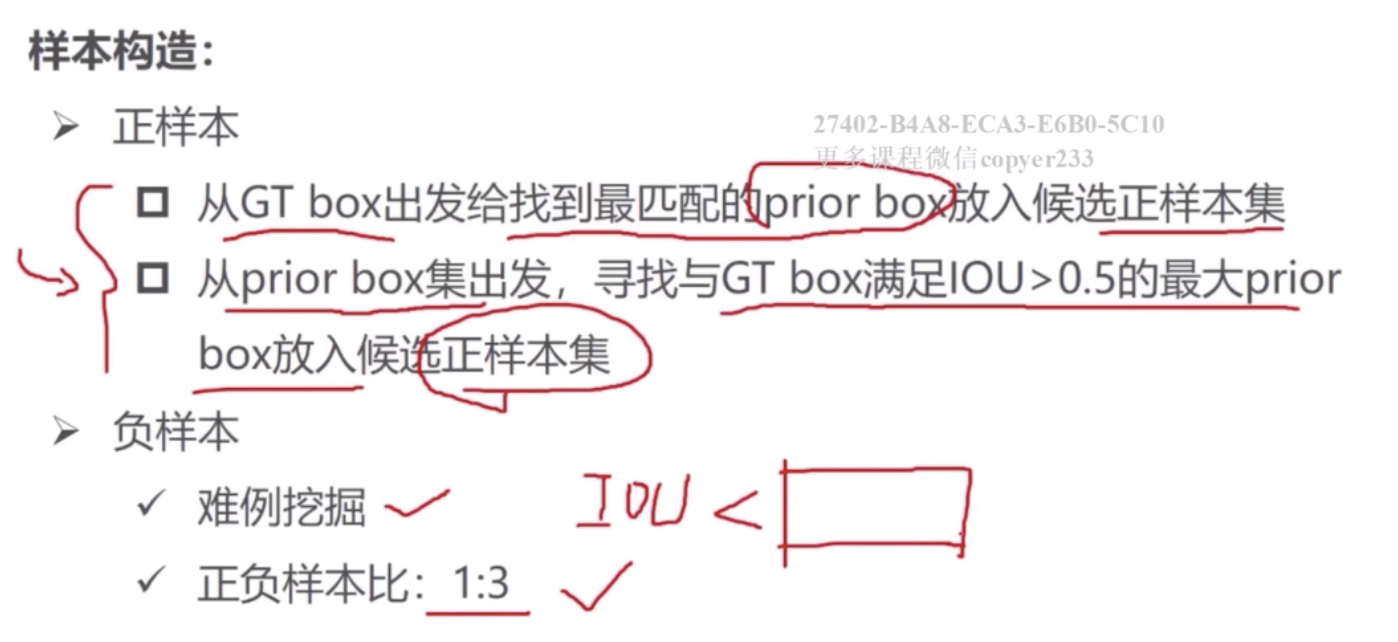 样本构造：
正样本
27402-B4A8-ECA3-E6B0-5C10
更多课程微信copyer233
从GT box出发给找到最匹配的prior box放入候选正样本集
从prior box集出发，寻找与GT box满足IOU>0.5的最大prior
box放入候选正样本集
负样本
难例挖掘
IOU <
正负样本比：1:3